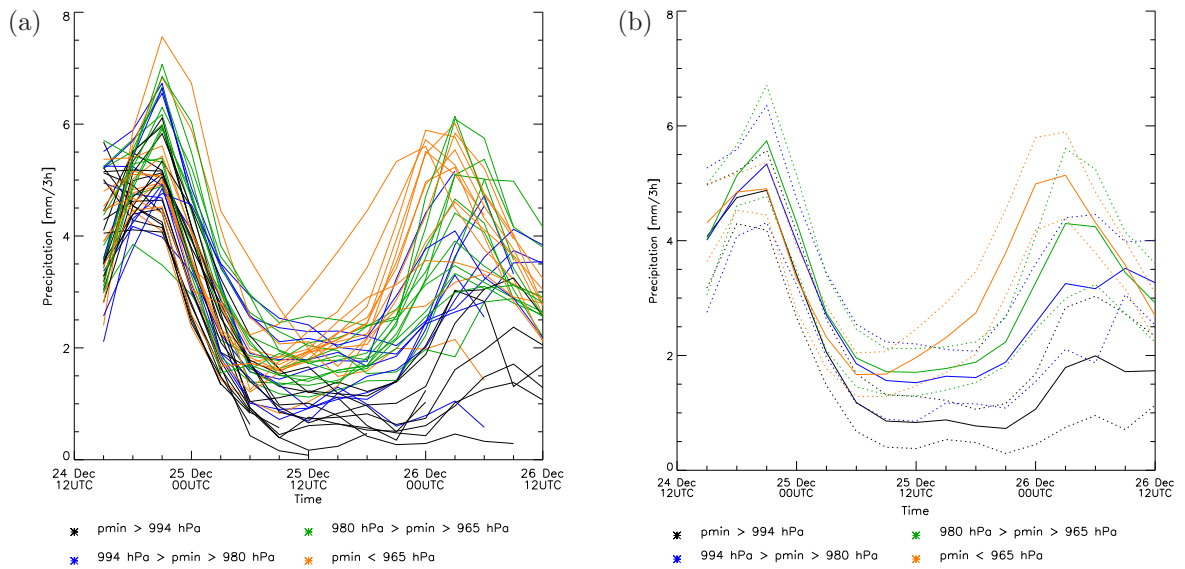 (a)
8
6
4
2
0
Precipitation [mm/3h]
24 Dec 25 Dec 25 Dec 26 Dec 26 Dec
12UTC 00UTC 12UTC 00UTC 12UTC
Time
pmin > 994 hPa
980 hPa > pmin > 965 hPa
994 hPa > pmin > 980 hPa
pmin < 965 hPa
(b)
8
6
4
2
0
Precipitation [mm/3h]
24 Dec 25 Dec 25 Dec 26 Dec 26 Dec
12UTC 00UTC 12UTC 00UTC 12UTC
Time
pmin > 994 hPa
980 hPa > pmin > 965 hPa
994 hPa > pmin > 980 hPa
pmin < 965 hPa